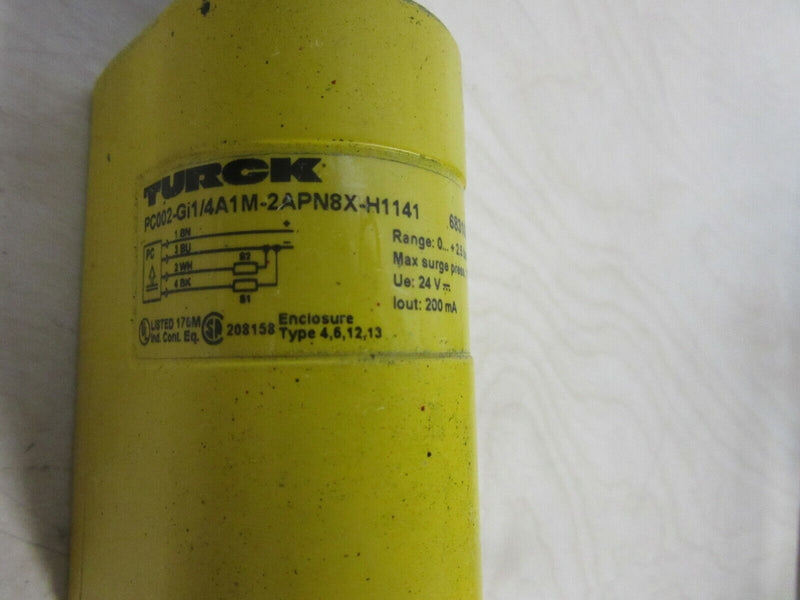 TURCK
PC002-Gi1/4A1M-2APN8X-H1141
1 BN +
3 BU -
PC
2 WH S2
4 BK S1
Range: 0... +
Max surge press.
Ue: 24 V
Iout: 200 mA
UL LISTED 176M
Ind. Cont. Eq.
208158
Enclosure
Type 4,6,12,13